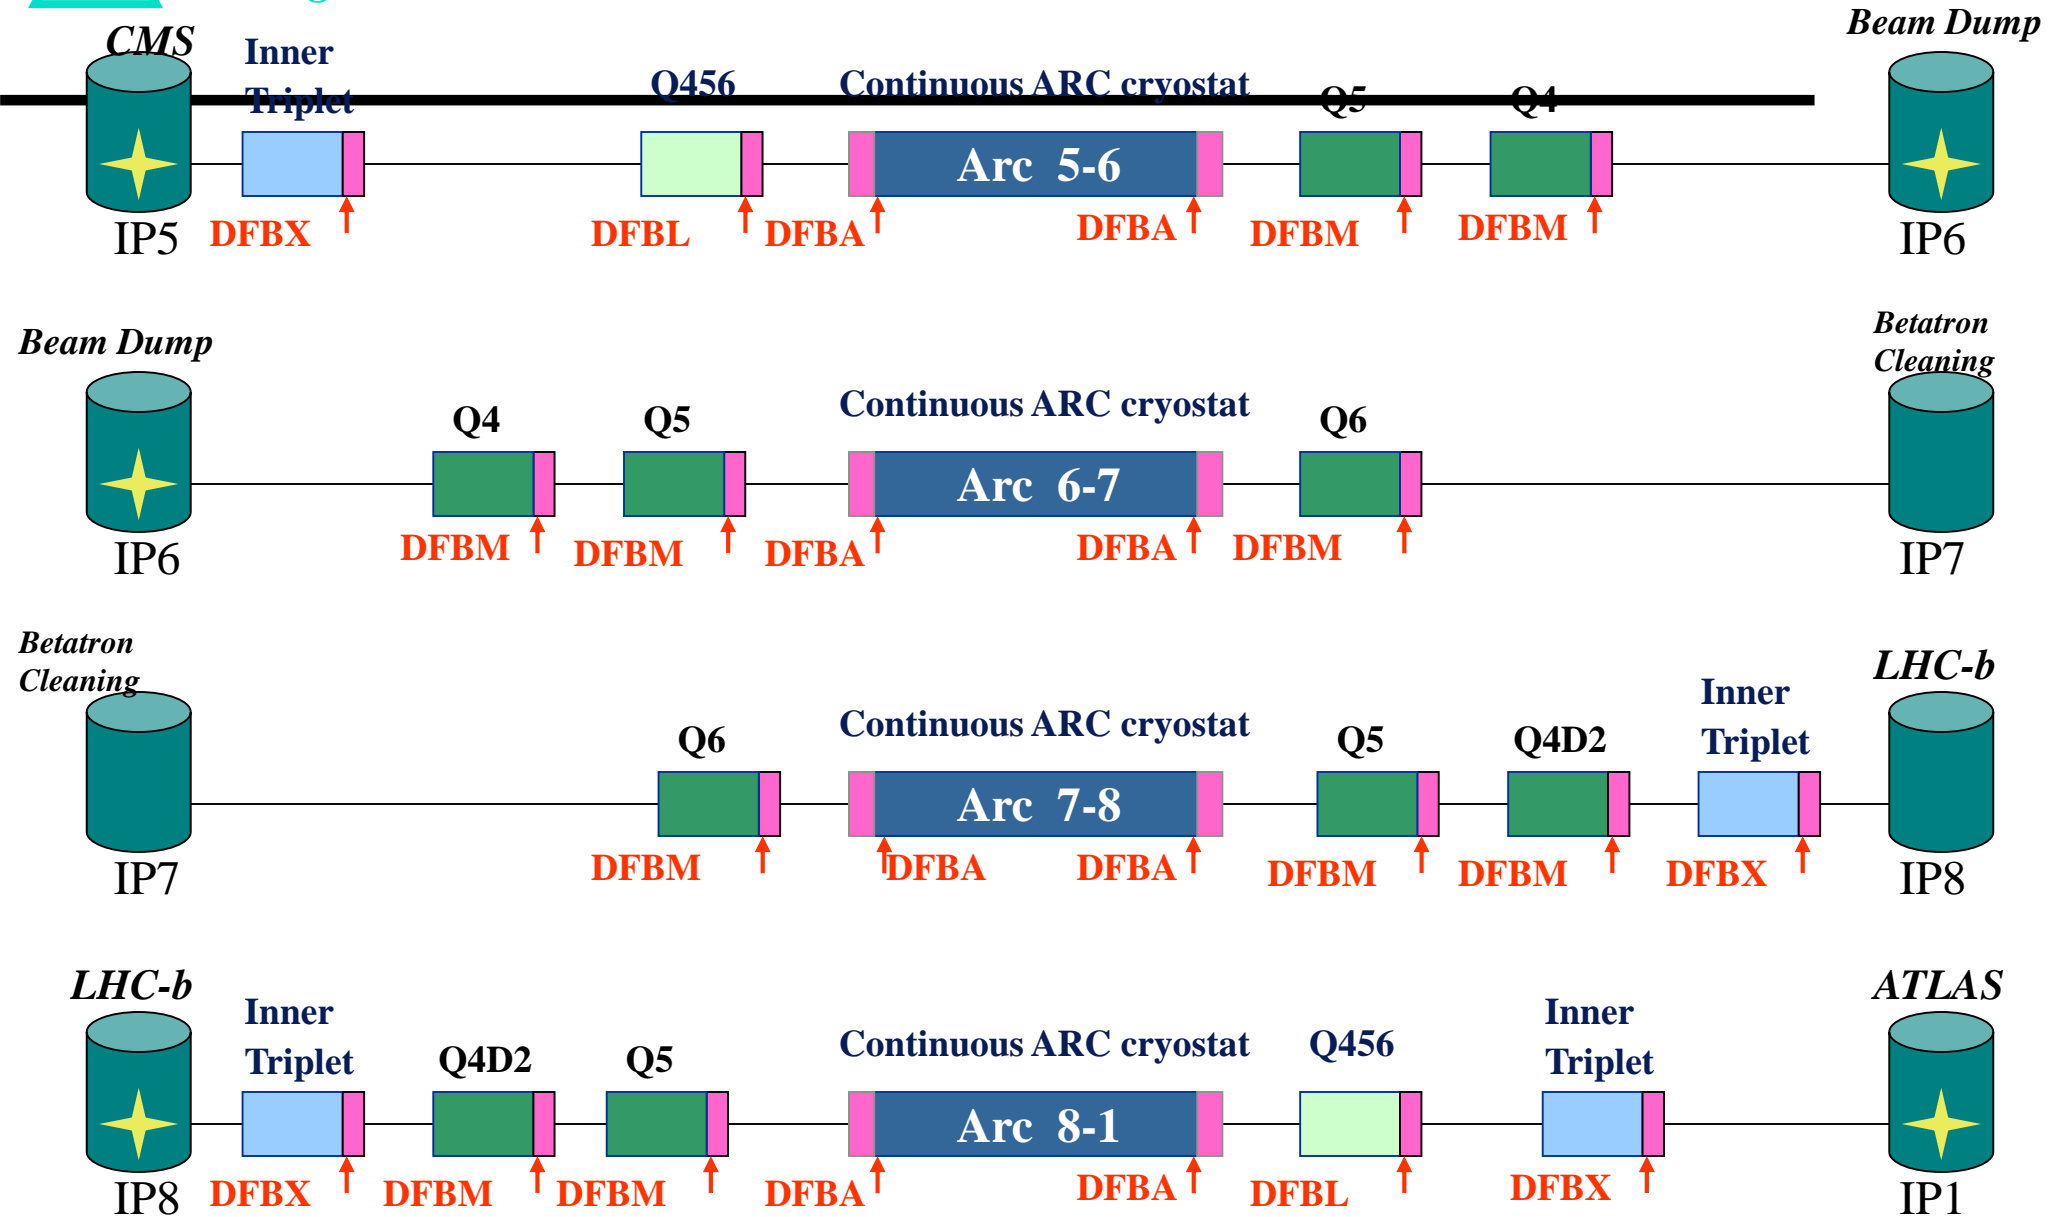 CMS
Inner
Triplet
Q456
Continuous ARC cryostat
Q5
Q4
Beam Dump
Arc 5-6
IP5
DFBX
DFBL
DFBA
DFBA
DFBM
DFBM
IP6
Beam Dump
Q4
Q5
Continuous ARC cryostat
Q6
Betatron
Cleaning
Arc 6-7
IP6
DFBM
DFBM
DFBA
DFBA
DFBM
IP7
Betatron
Cleaning
Q6
Continuous ARC cryostat
Q5
Q4D2
Inner
Triplet
LHC-b
Arc 7-8
IP7
DFBM
DFBA
DFBA
DFBM
DFBM
DFBX
IP8
LHC-b
Inner
Triplet
Q4D2
Q5
Continuous ARC cryostat
Q456
Inner
Triplet
ATLAS
Arc 8-1
IP8
DFBX
DFBM
DFBM
DFBA
DFBA
DFBL
DFBX
IP1